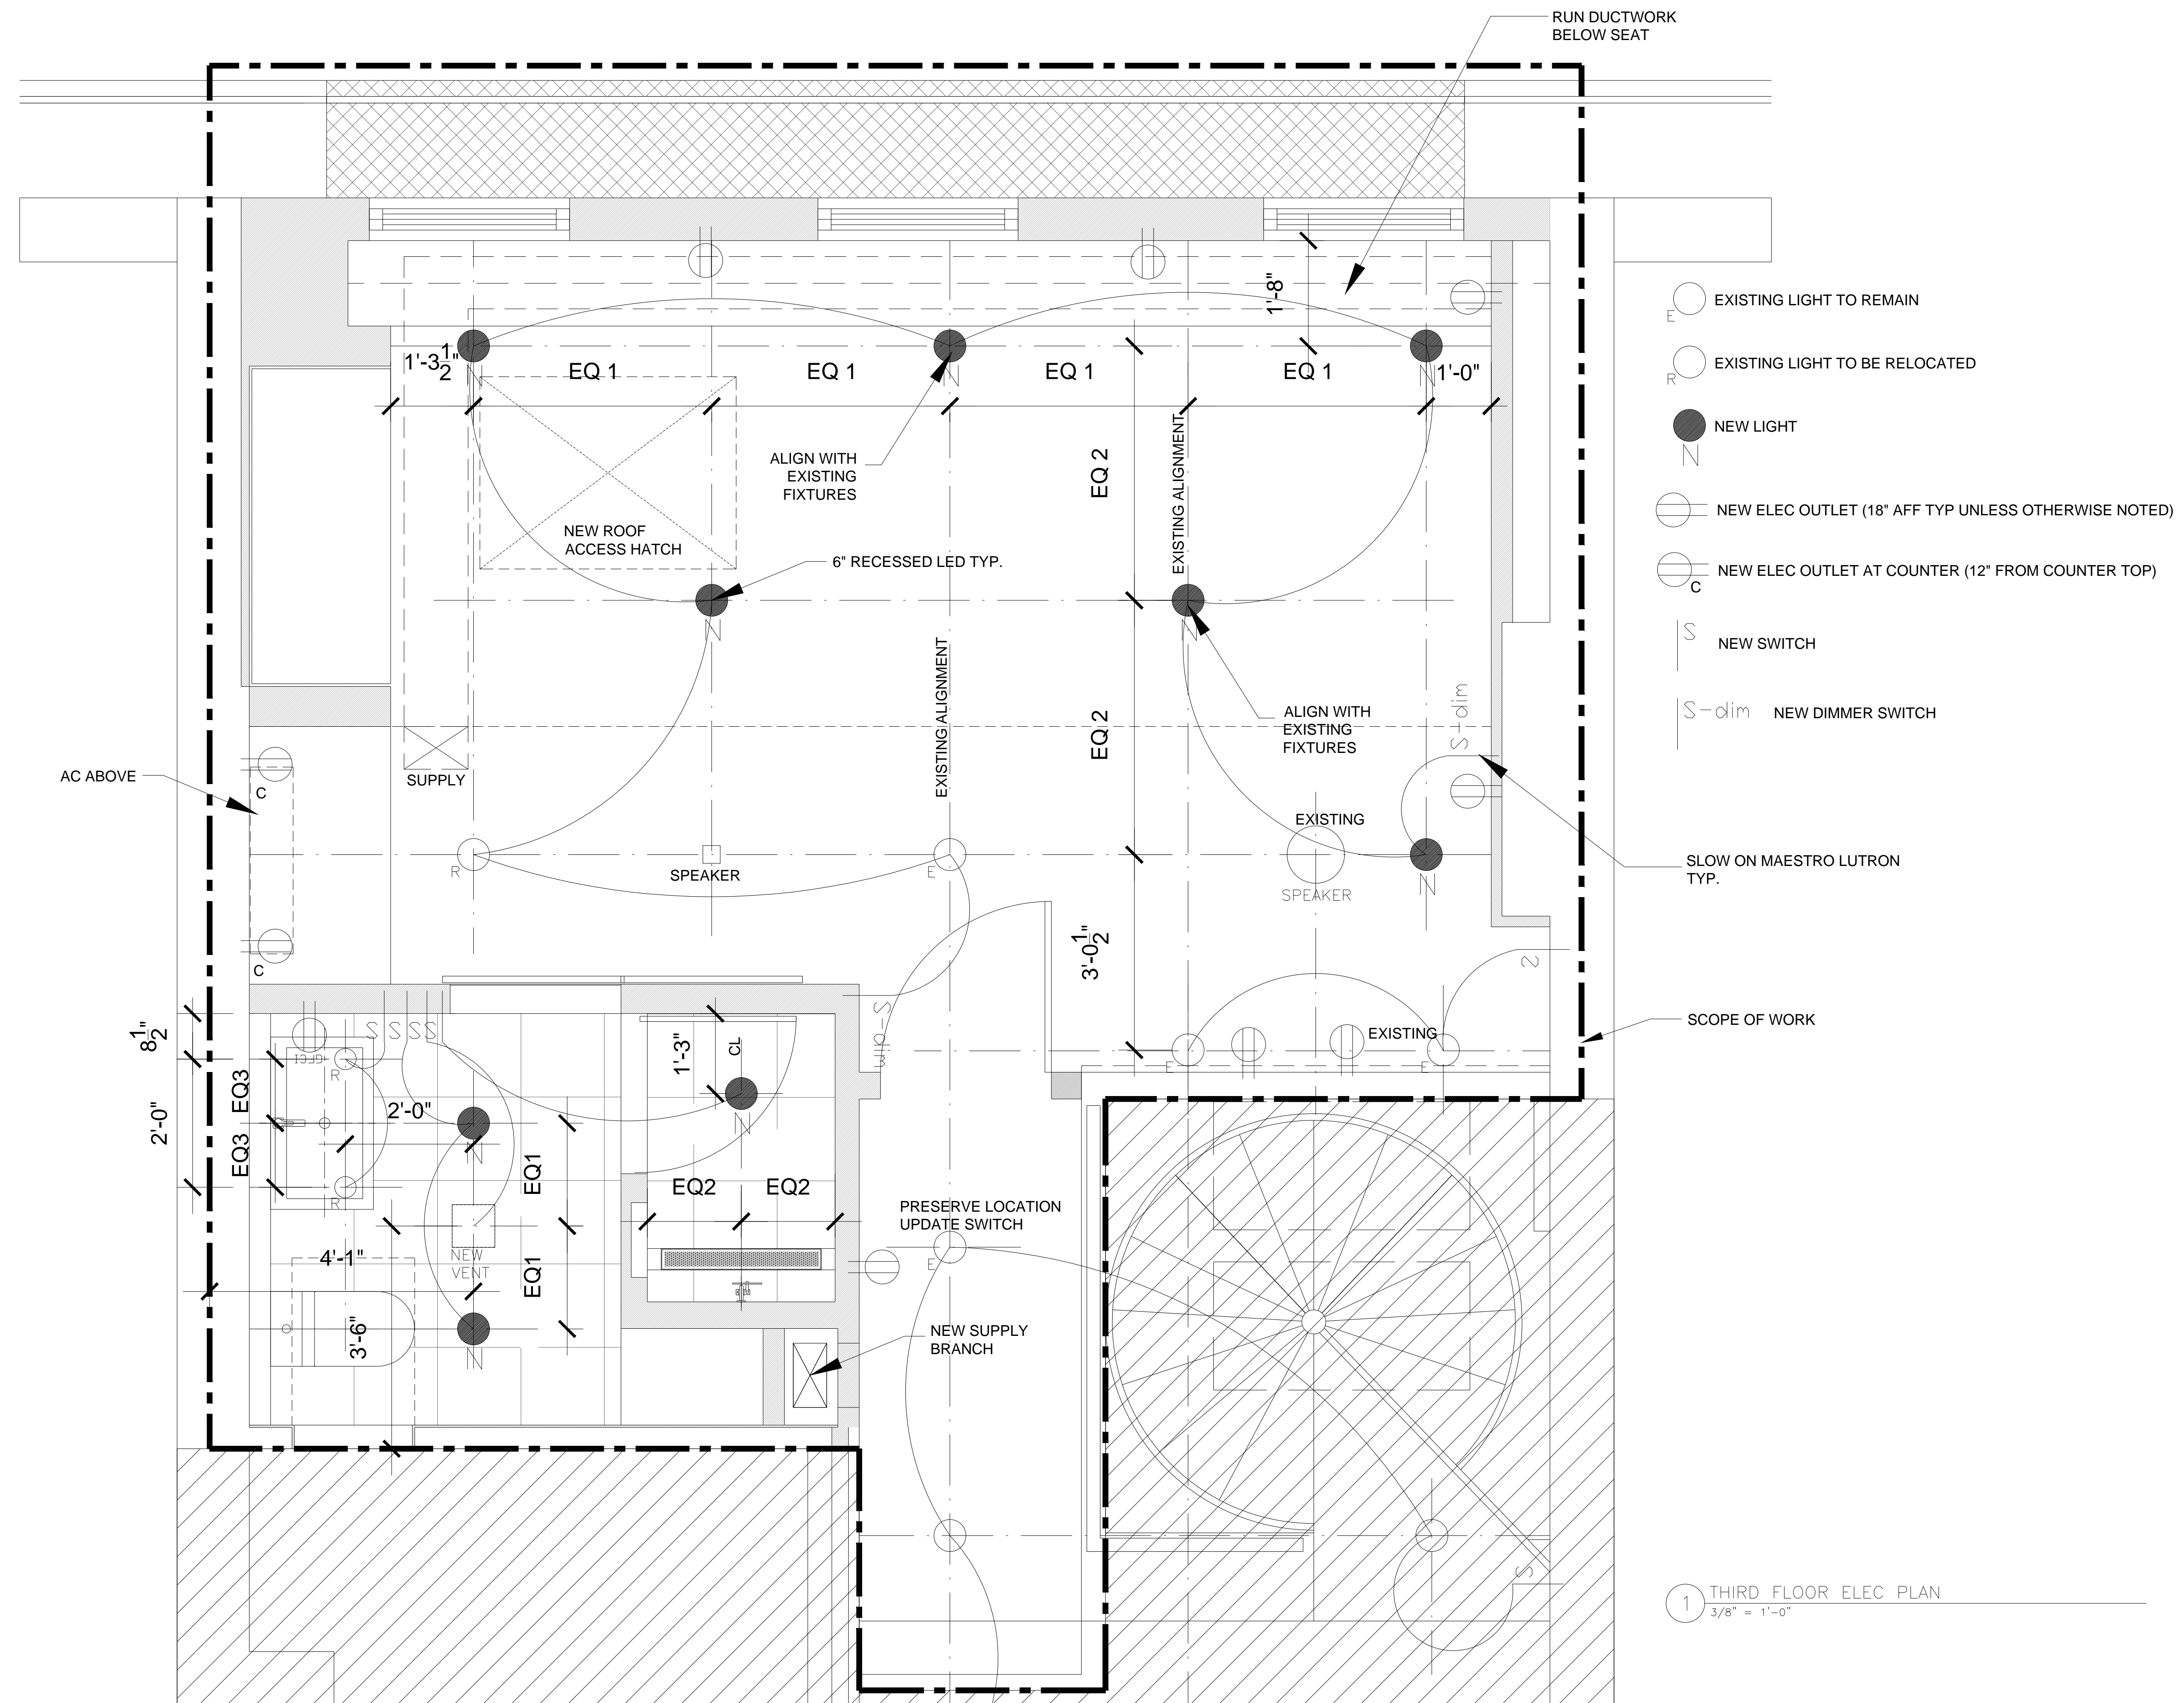 RUN DUCTWORK
BELOW SEAT
1'-8"
EXISTING LIGHT TO REMAIN
E
EXISTING LIGHT TO BE RELOCATED
R
NEW LIGHT
N
NEW ELEC OUTLET (18" AFF TYP UNLESS OTHERWISE NOTED)
NEW ELEC OUTLET AT COUNTER (12" FROM COUNTER TOP)
C
S
NEW SWITCH
S-dim
NEW DIMMER SWITCH
1'-3 1/2"
N
EQ 1
EQ 1
N
EQ 1
EQ 1
N
1'-0"
ALIGN WITH
EXISTING
FIXTURES
EQ 2
EXISTING ALIGNMENT
NEW ROOF
ACCESS HATCH
6" RECESSED LED TYP.
N
N
EXISTING ALIGNMENT
EQ 2
ALIGN WITH
EXISTING
FIXTURES
S-dim
AC ABOVE
C
SUPPLY
EXISTING
R
SPEAKER
E
SPEAKER
N
SLOW ON MAESTRO LUTRON
TYP.
C
3'-0 1/2"
S
SCOPE OF WORK
8 1/2"
S
S
S
S
GFCI
R
1'-3"
CL
S-dim
EXISTING
E
E
EQ3
2'-0"
2'-0"
N
N
EQ3
R
EQ1
EQ2
EQ2
PRESERVE LOCATION
UPDATE SWITCH
E
4'-1"
NEW
VENT
EQ1
3'-6"
N
NEW SUPPLY
BRANCH
S
1
THIRD FLOOR ELEC PLAN
3/8" = 1'-0"